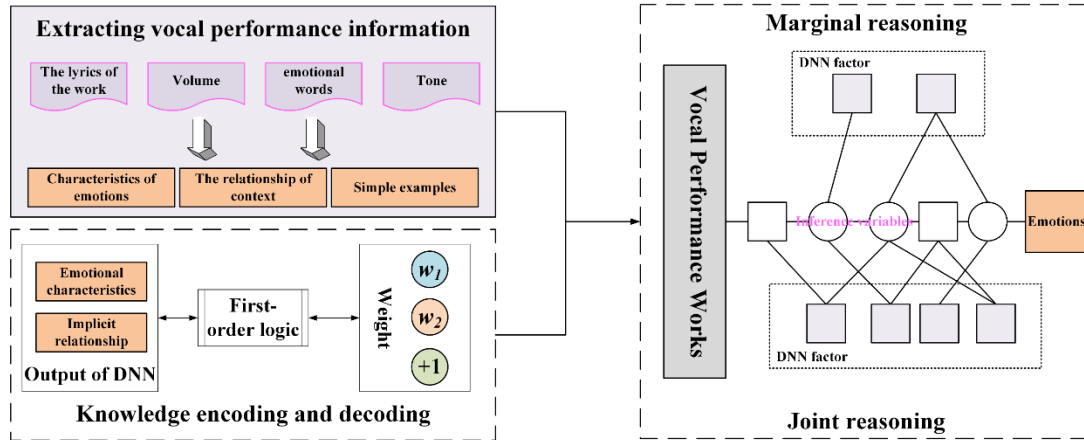 Extracting vocal performance information
The lyrics of
the work
Volume
emotional
words
Tone
Characteristics of
emotions
The relationship of
context
Simple examples
Emotional
characteristics
Implicit
relationship
Output of DNN
First-
order logic
Weight
w1
w2
+1
Knowledge encoding and decoding
Marginal reasoning
DNN factor
Vocal Performance Works
Inference variables
Emotions
DNN factor
Joint reasoning